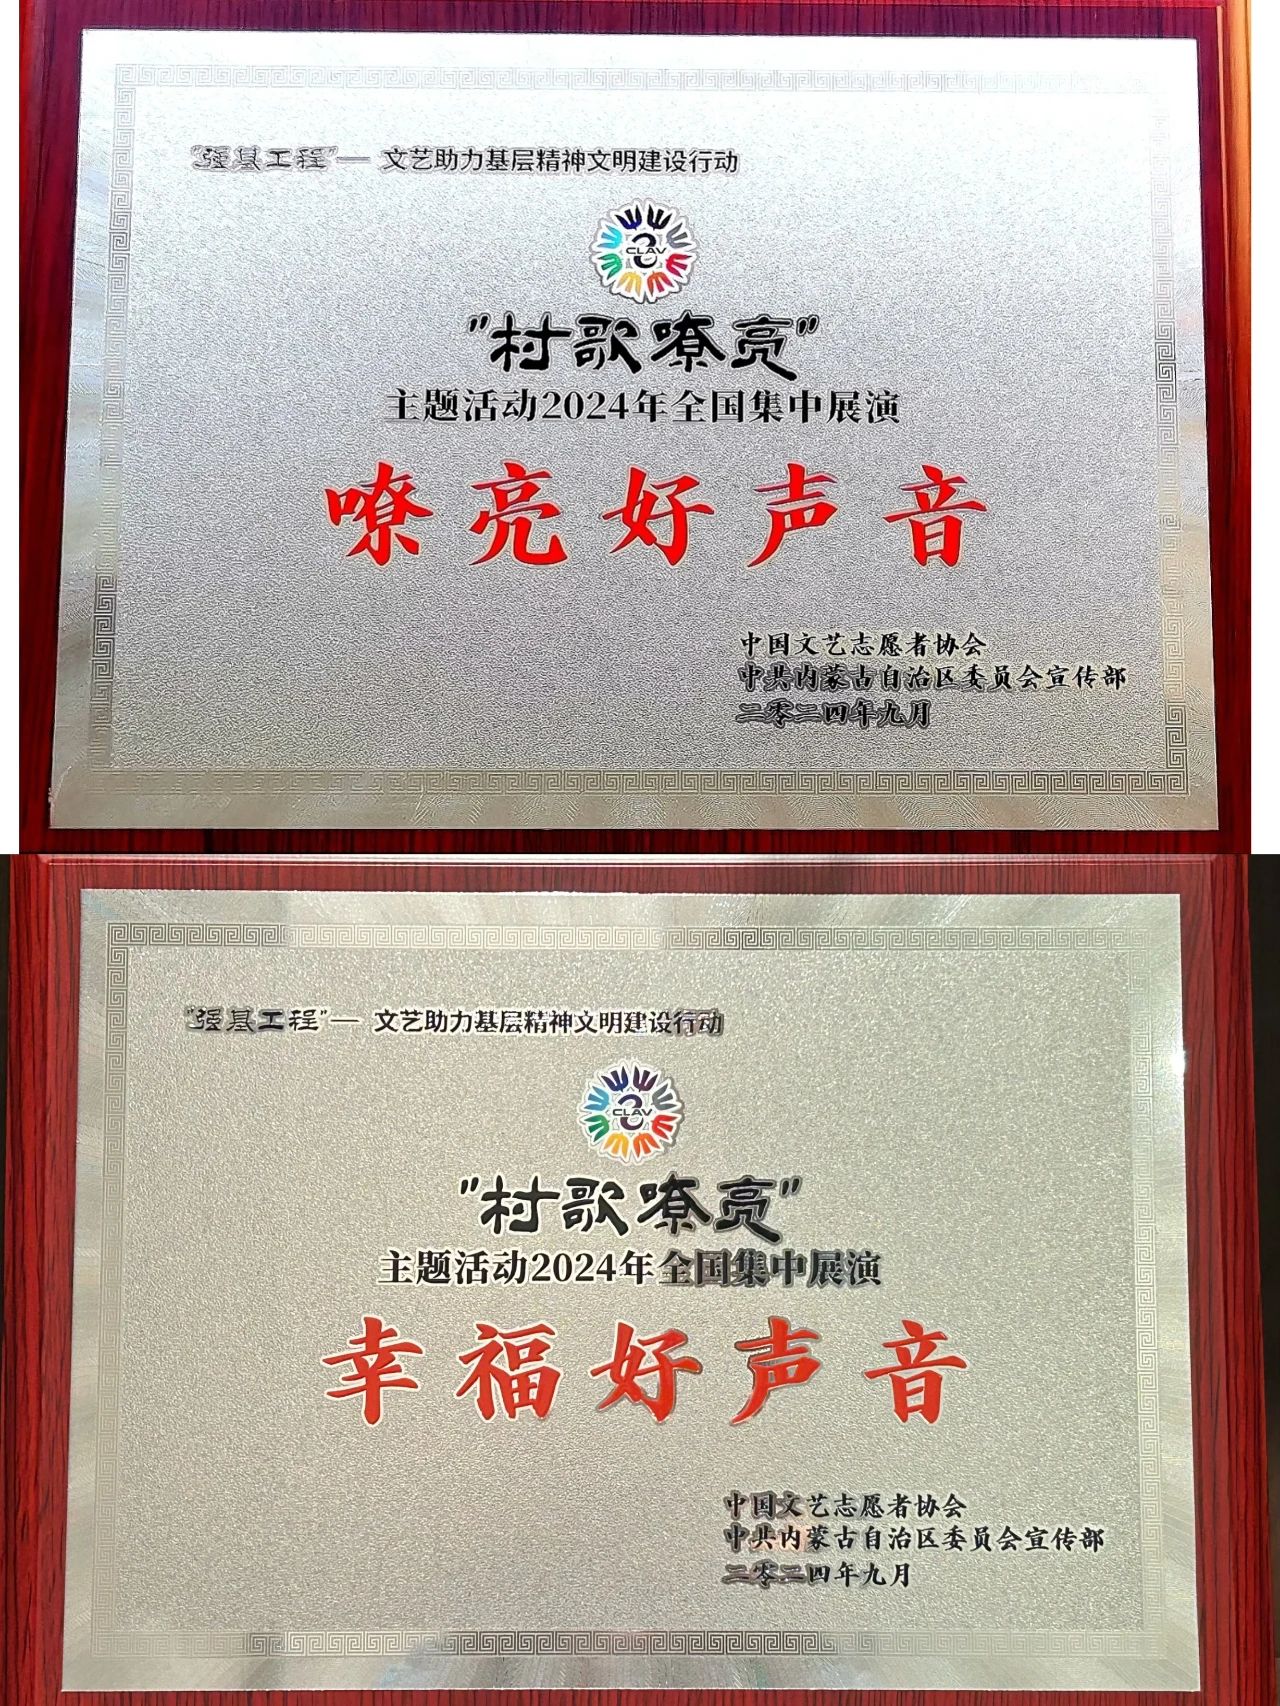 "强基工程"— 文艺助力基层精神文明建设行动
CLAV
"村歌嘹亮"
主题活动2024年全国集中展演
嘹亮好声音
中国文艺志愿者协会
中共内蒙古自治区委员会宣传部
二零二四年九月
"强基工程"— 文艺助力基层精神文明建设行动
CLAV
"村歌嘹亮"
主题活动2024年全国集中展演
幸福好声音
中国文艺志愿者协会
中共内蒙古自治区委员会宣传部
二零二四年九月